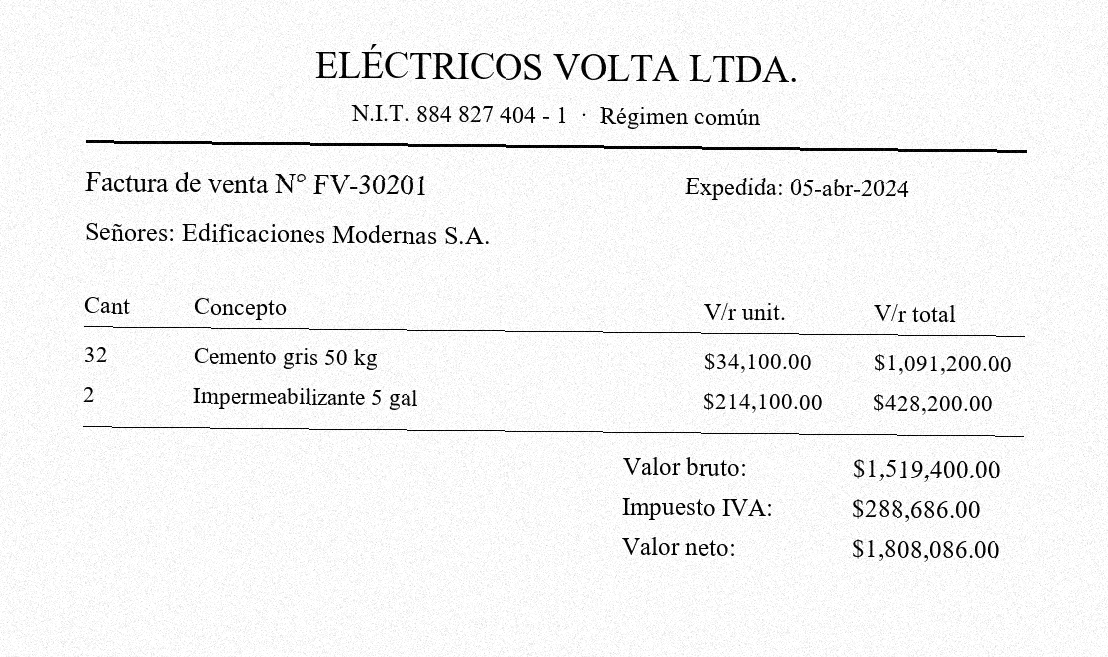 ELÉCTRICOS VOLTA LTDA.
N.I.T. 884 827 404 - 1 · Régimen común
Factura de venta N° FV-30201 Expedida: 05-abr-2024
Señores: Edificaciones Modernas S.A.
Cant Concepto V/r unit. V/r total
32 Cemento gris 50 kg $34,100.00 $1,091,200.00
2 Impermeabilizante 5 gal $214,100.00 $428,200.00
Valor bruto: $1,519,400.00
Impuesto IVA: $288,686.00
Valor neto: $1,808,086.00